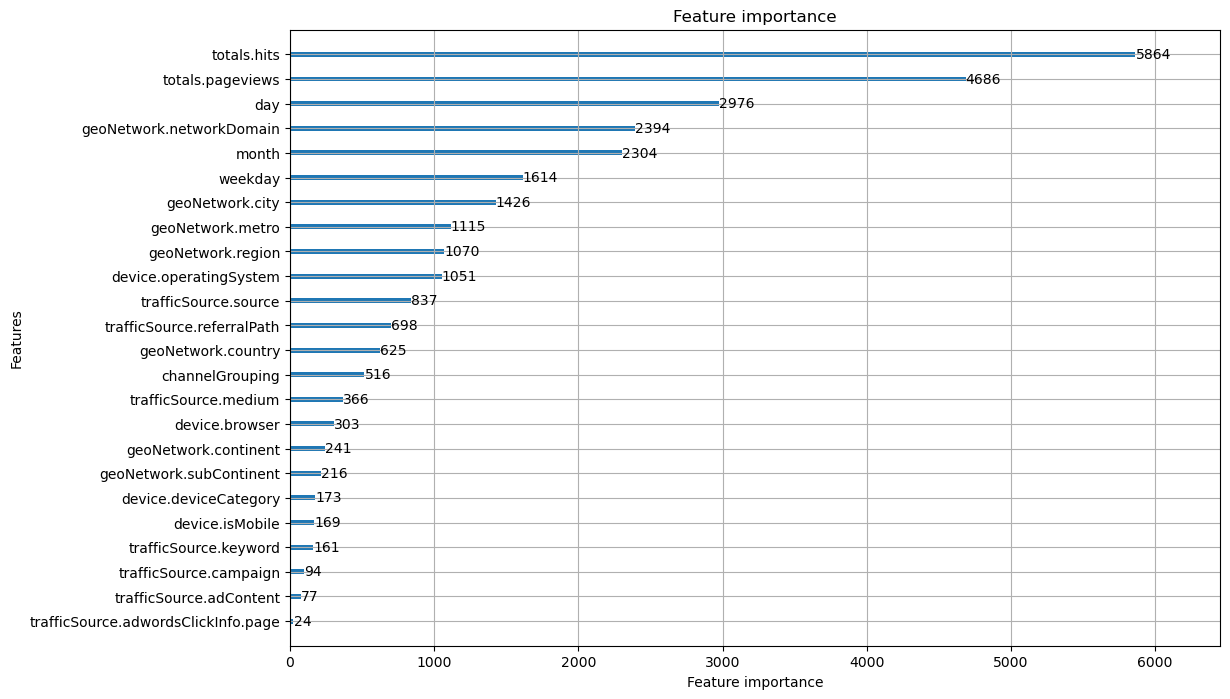 Feature importance
totals.hits 5864
totals.pageviews 4686
day 2976
geoNetwork.networkDomain 2394
month 2304
weekday 1614
geoNetwork.city 1426
geoNetwork.metro 1115
geoNetwork.region 1070
device.operatingSystem 1051
trafficSource.source 837
trafficSource.referralPath 698
geoNetwork.country 625
channelGrouping 516
trafficSource.medium 366
device.browser 303
geoNetwork.continent 241
geoNetwork.subContinent 216
device.deviceCategory 173
device.isMobile 169
trafficSource.keyword 161
trafficSource.campaign 94
trafficSource.adContent 77
trafficSource.adwordsClickInfo.page 24
Features
0 1000 2000 3000 4000 5000 6000
Feature importance